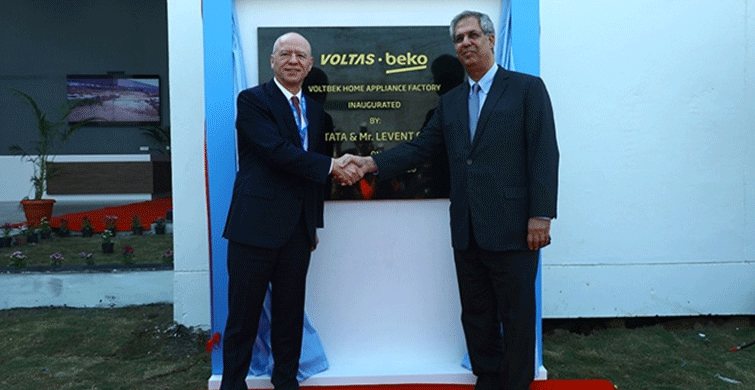 VOLTAS • beko
VOLTBEK HOME APPLIANCE FACTORY
INAUGURATED
BY:
TATA & Mr. LEVENT